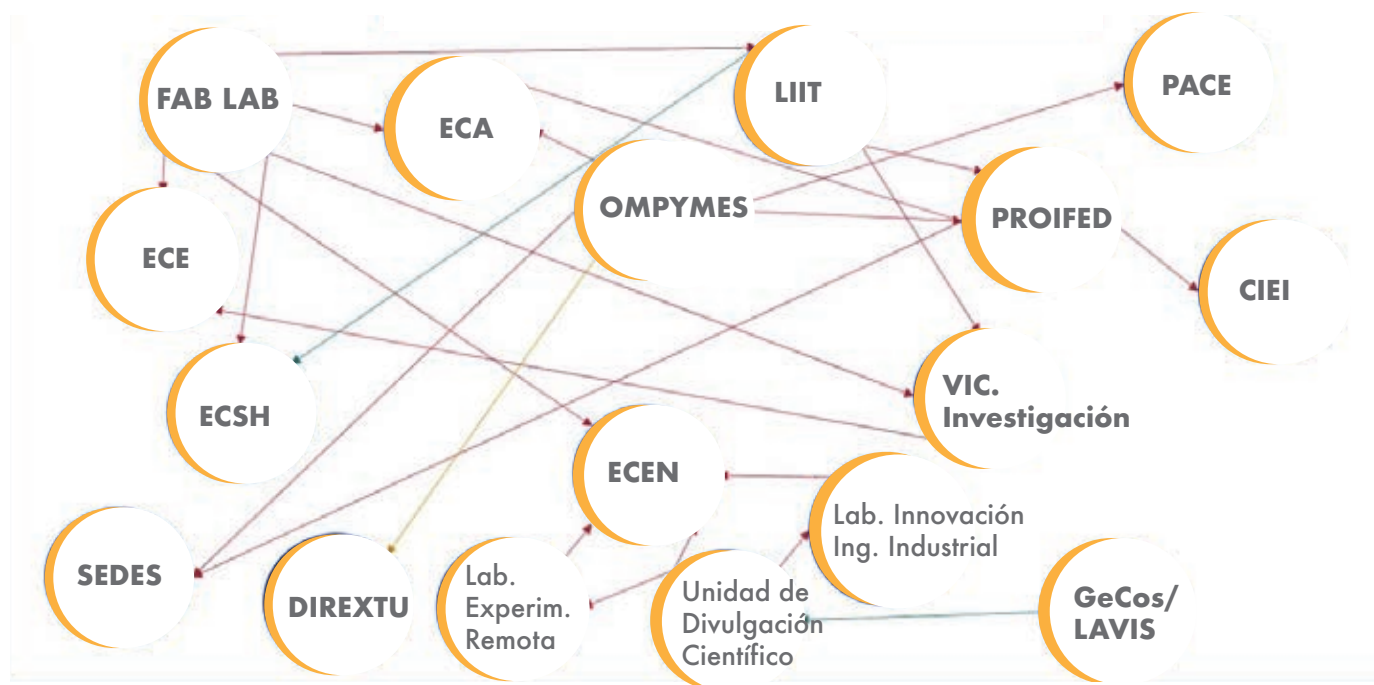 FAB LAB
ECA
LIIT
PACE
OMPYMES
PROIFED
ECE
CIEI
ECSH
VIC.
Investigación
ECEN
Lab. Innovación
Ing. Industrial
SEDES
DIREXTU
Lab.
Experim.
Remota
Unidad de
Divulgación
Científico
GeCos/
LAVIS